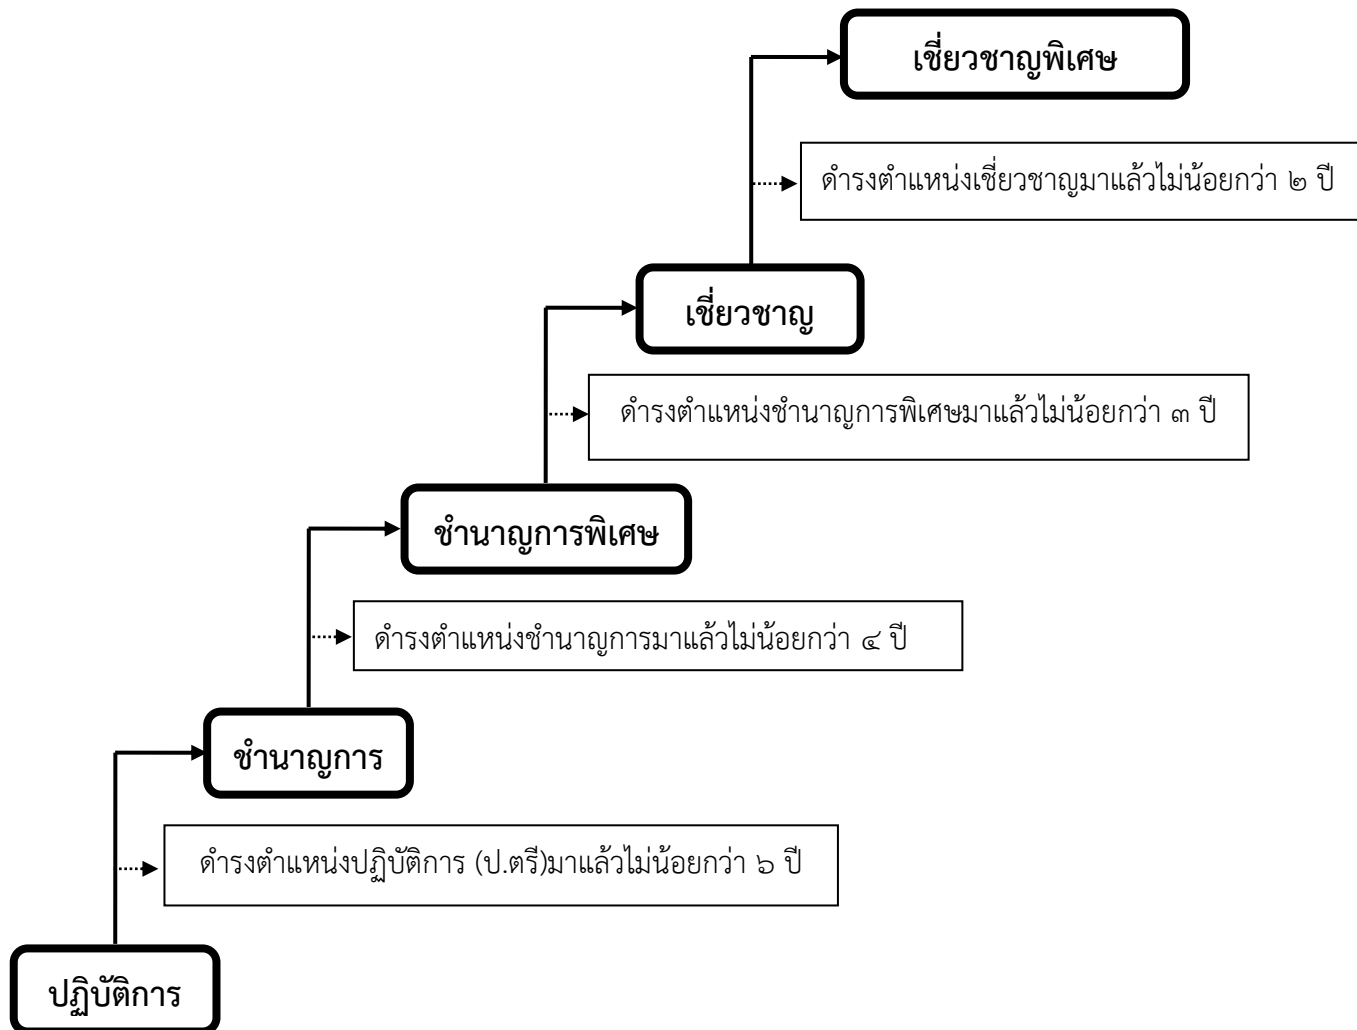 เชี่ยวชาญพิเศษ
ดำรงตำแหน่งเชี่ยวชาญมาแล้วไม่น้อยกว่า ๒ ปี
เชี่ยวชาญ
ดำรงตำแหน่งชำนาญการพิเศษมาแล้วไม่น้อยกว่า ๓ ปี
ชำนาญการพิเศษ
ดำรงตำแหน่งชำนาญการมาแล้วไม่น้อยกว่า ๔ ปี
ชำนาญการ
ดำรงตำแหน่งปฏิบัติการ (ป.ตรี)มาแล้วไม่น้อยกว่า ๖ ปี
ปฏิบัติการ